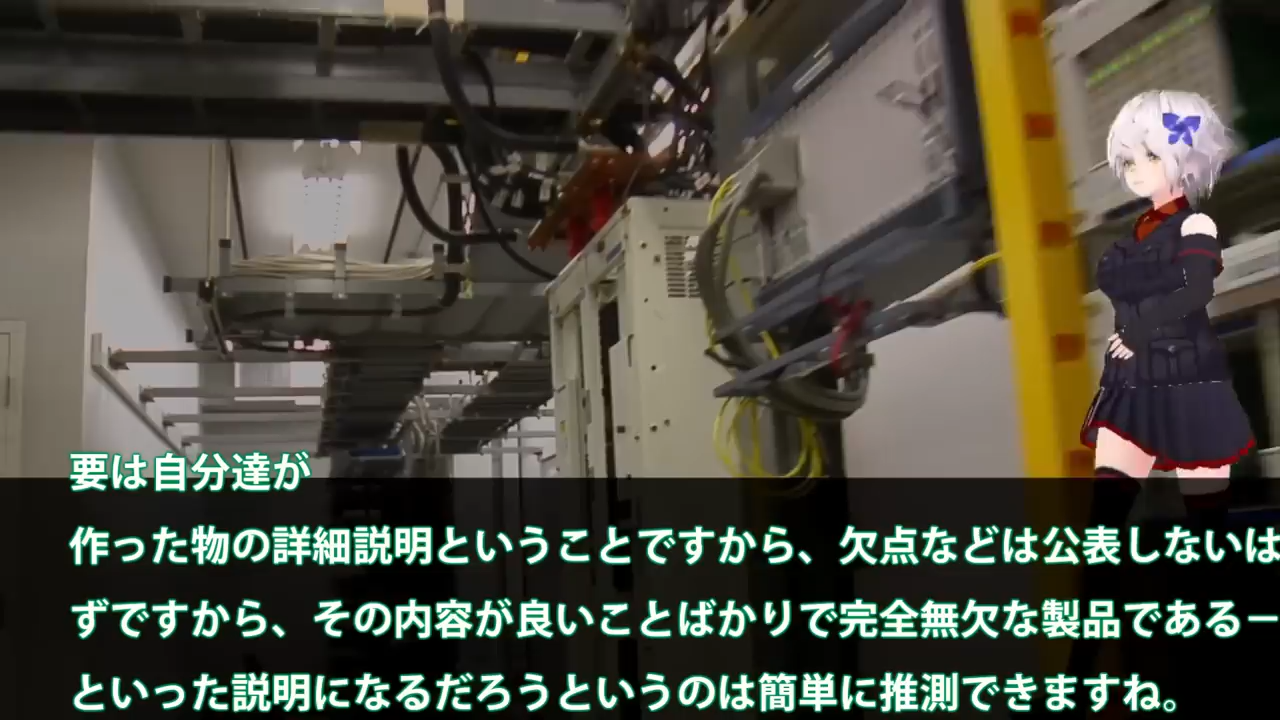 要は自分達が
作った物の詳細説明ということですから、欠点などは公表しないは
ずですから、その内容が良いことばかりで完全無欠な製品である－
といった説明になるだろうというのは簡単に推測できますね。